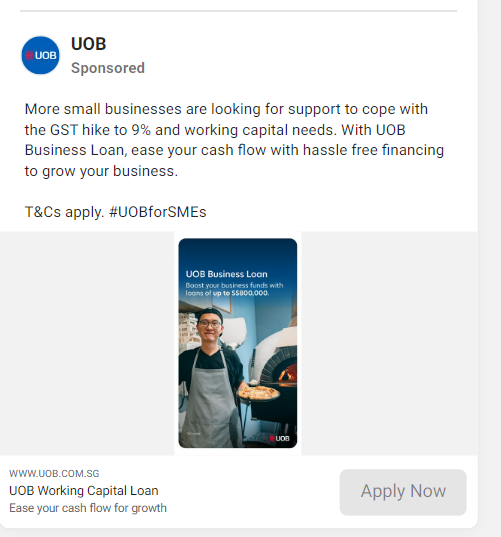 UOB
UOB
Sponsored
More small businesses are looking for support to cope with
the GST hike to 9% and working capital needs. With UOB
Business Loan, ease your cash flow with hassle free financing
to grow your business.
T&Cs apply. #UOBforSMEs
UOB Business Loan
Boost your business funds with
loans of up to S$800,000.
UOB
WWW.UOB.COM.SG
UOB Working Capital Loan
Ease your cash flow for growth
Apply Now